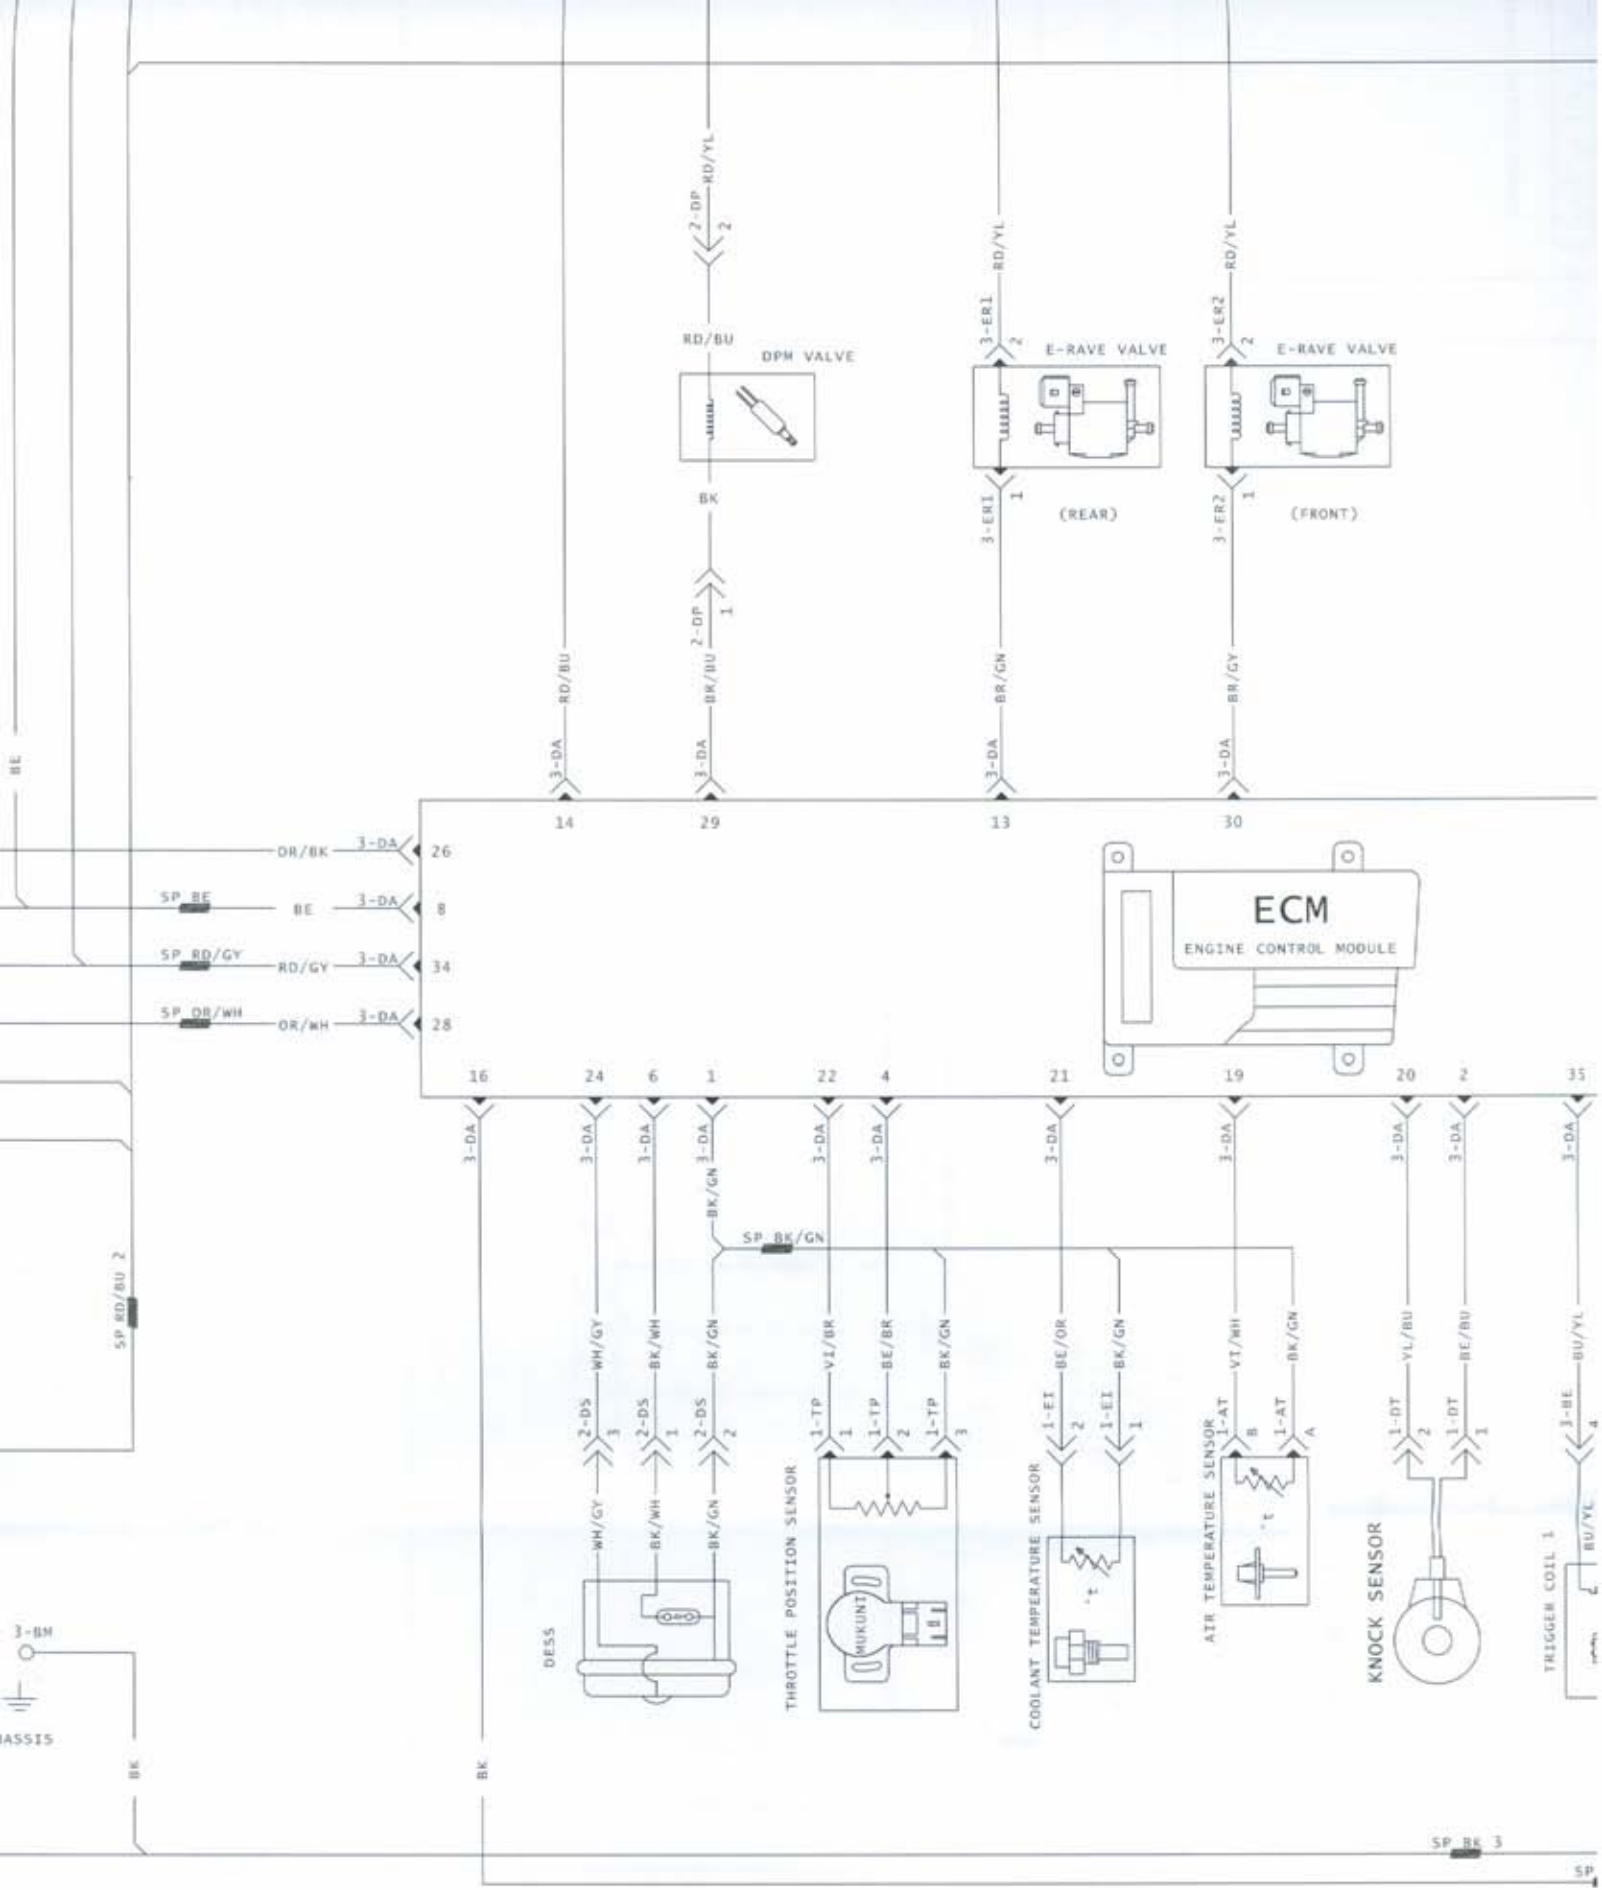 RD/YL
2-DP
2
RD/YL
RD/YL
3-ER1
2
3-ER2
2
RD/BU
DPM VALVE
E-RAVE VALVE
E-RAVE VALVE
BK
3-ER1
1
(REAR)
3-ER2
1
(FRONT)
2-DP
1
RD/BU
BR/BU
BR/GN
BR/GY
BE
3-DA
3-DA
3-DA
3-DA
14
29
13
30
OR/BK
3-DA
26
SP BE
BE
3-DA
8
SP RD/GY
RD/GY
3-DA
34
SP OR/WH
OR/WH
3-DA
28
ECM
ENGINE CONTROL MODULE
16
24
6
1
22
4
21
19
20
2
35
3-DA
3-DA
3-DA
3-DA
3-DA
3-DA
3-DA
3-DA
3-DA
3-DA
3-DA
BK/GN
SP BK/GN
SP RD/BU 2
WH/GY
BK/WH
BK/GN
VI/BR
BE/BR
BK/GN
BE/OR
BK/GN
VI/WH
BK/GN
YL/BU
BE/BU
BU/YL
2-DS
3
2-DS
1
2-DS
2
1-TP
1
1-TP
2
1-TP
3
1-EI
2
1-EI
1
1-AT
B
1-AT
A
1-DT
2
1-DT
1
3-BE
4
WH/GY
BK/WH
BK/GN
BU/YL
DESS
THROTTLE POSITION SENSOR
MUKUNI
COOLANT TEMPERATURE SENSOR
°t
AIR TEMPERATURE SENSOR
°t
KNOCK SENSOR
TRIGGER COIL 1
3-BM
ASSIS
BK
BK
SP BK 3
SP